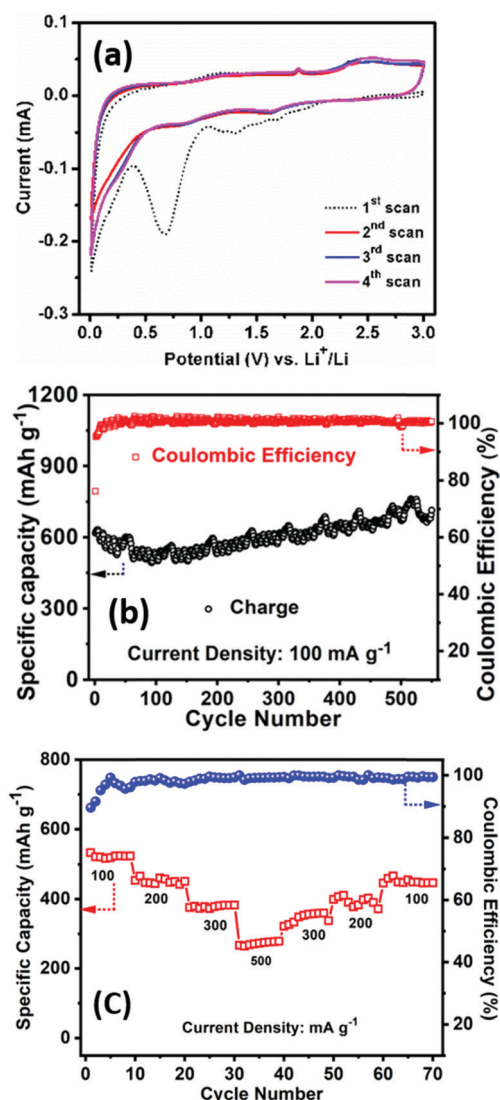 (a)
0.1
0.0
-0.1
-0.2
-0.3
Current (mA)
1st scan
2nd scan
3rd scan
4th scan
0.0 0.5 1.0 1.5 2.0 2.5 3.0
Potential (V) vs. Li+/Li
1200
900
600
300
0
Specific capacity (mAh g-1)
100
80
60
40
20
Coulombic Efficiency (%)
Coulombic Efficiency
Charge
(b)
Current Density: 100 mA g-1
0 100 200 300 400 500
Cycle Number
800
600
400
200
0
Specific Capacity (mAh g-1)
100
80
60
40
20
Coulombic Efficiency (%)
100
200
300
500
300
200
100
(C)
Current Density: mA g-1
0 10 20 30 40 50 60 70
Cycle Number